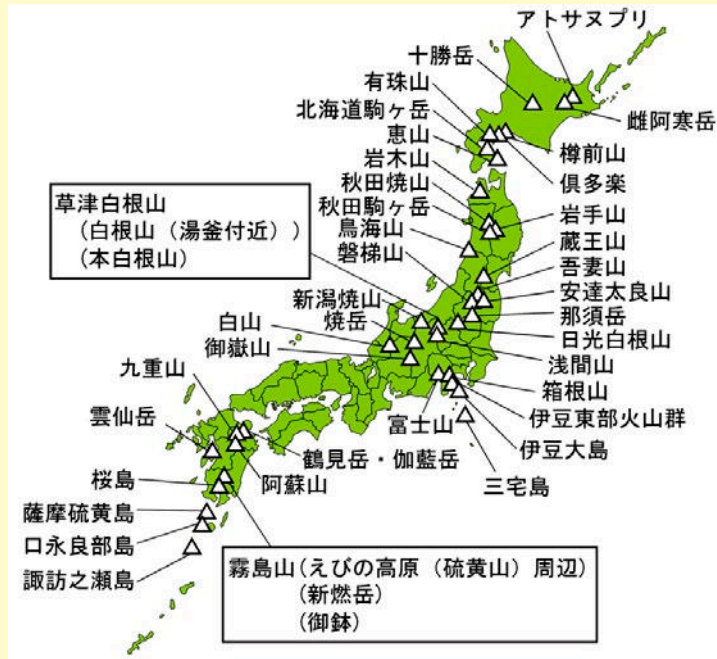 アトサヌプリ
十勝岳
有珠山
北海道駒ヶ岳
雌阿寒岳
恵山
樽前山
岩木山
倶多楽
秋田焼山
草津白根山
(白根山(湯釜付近))
(本白根山)
秋田駒ヶ岳
岩手山
鳥海山
蔵王山
磐梯山
吾妻山
新潟焼山
安達太良山
焼岳
那須岳
白山
日光白根山
御嶽山
浅間山
九重山
箱根山
雲仙岳
富士山
伊豆東部火山群
鶴見岳・伽藍岳
伊豆大島
桜島
阿蘇山
三宅島
薩摩硫黄島
口永良部島
諏訪之瀬島
霧島山(えびの高原(硫黄山)周辺)
(新燃岳)
(御鉢)